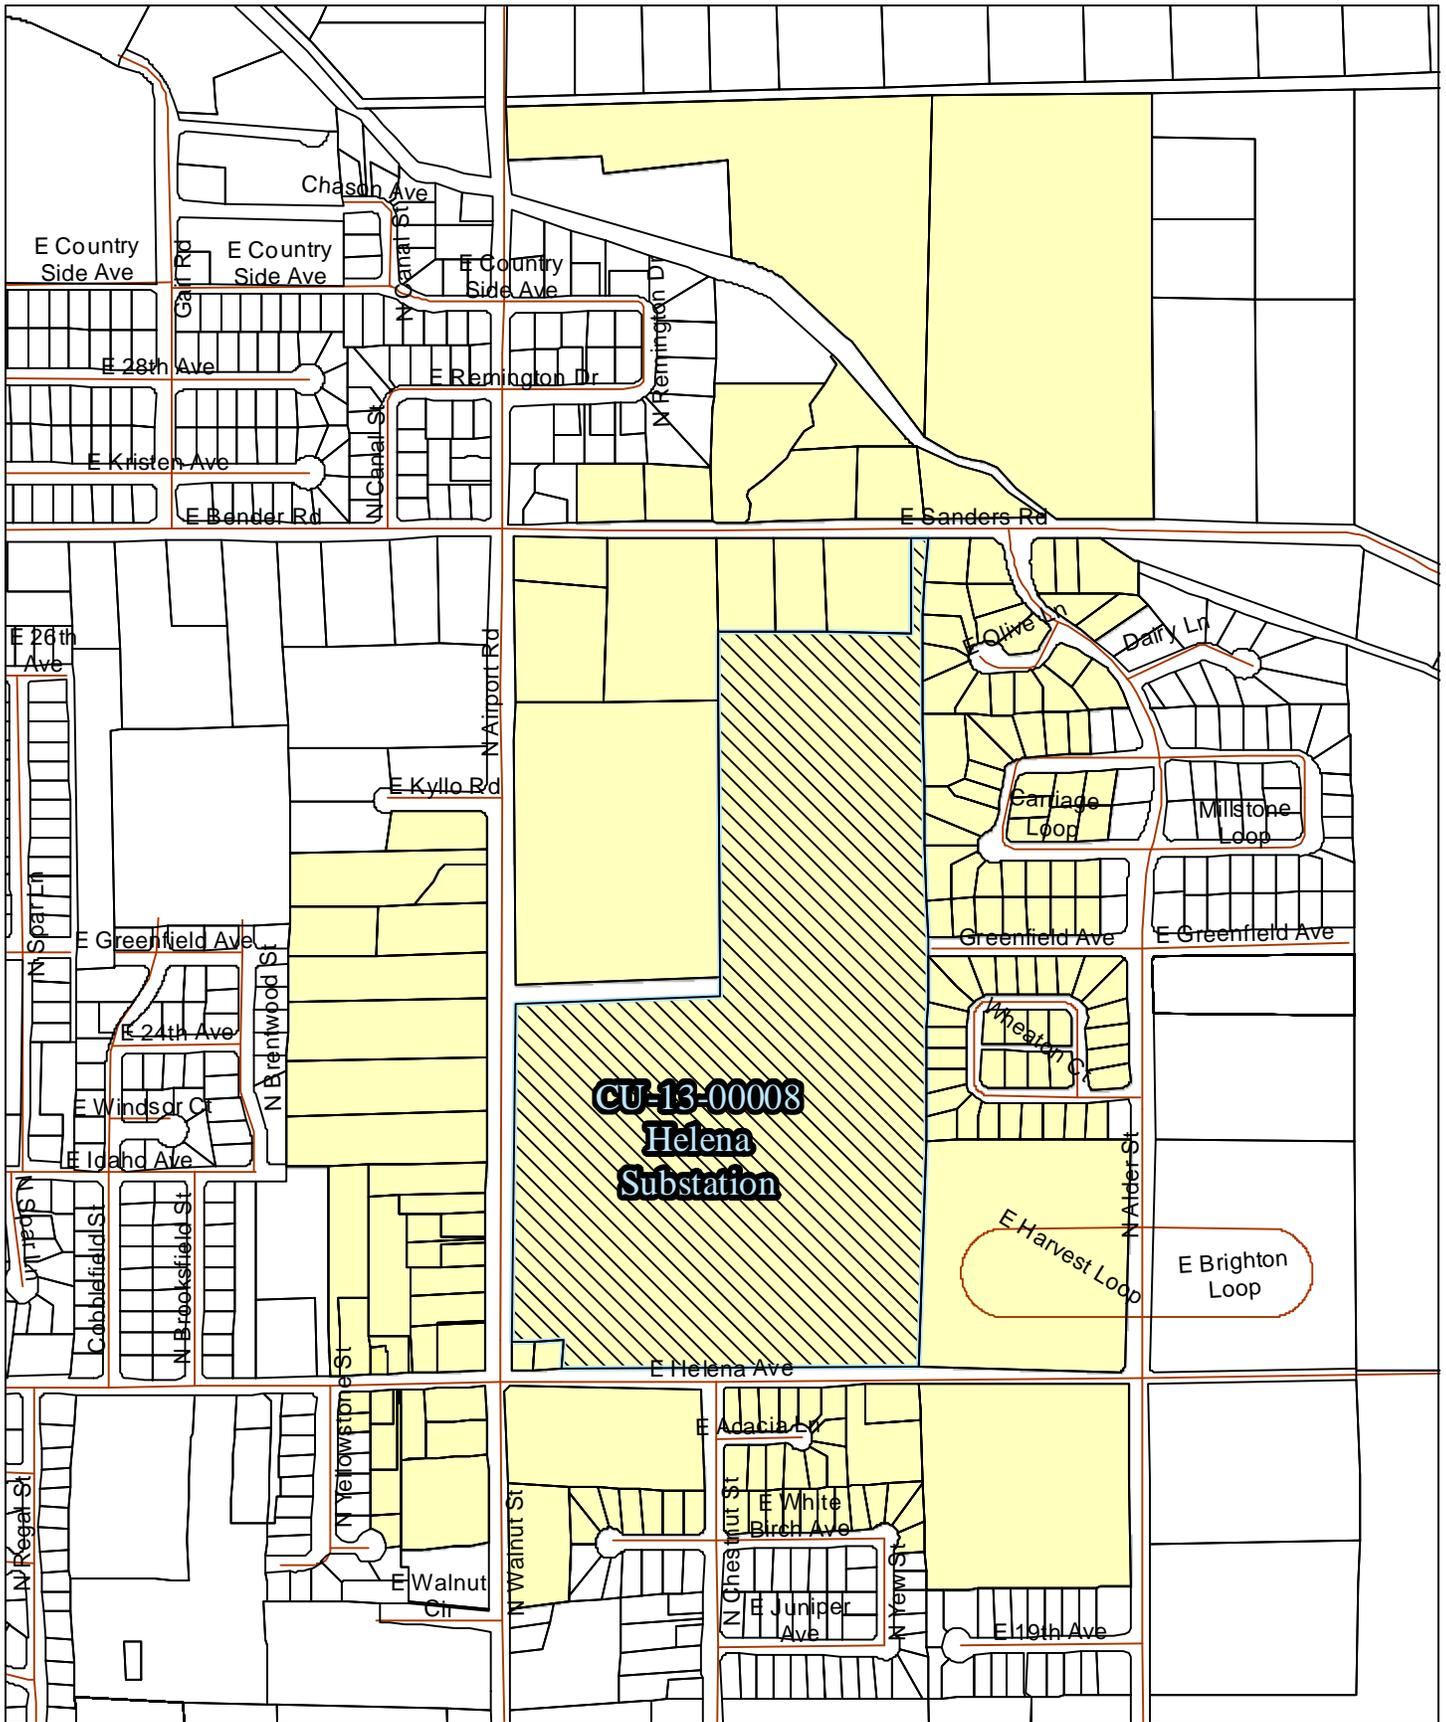 Chason Ave
N Canal St
E Country
Side Ave
Gail Rd
E Country
Side Ave
E Country
Side Ave
N Remington Dr
E 28th Ave
E Remington Dr
E Kristen Ave
N Canal St
E Bender Rd
E Sanders Rd
E 26th
Ave
N Airport Rd
E Olive Ln
Dairy Ln
E Kyllo Rd
Carriage
Loop
Millstone
Loop
N Spar Ln
E Greenfield Ave
N Brentwood St
Greenfield Ave
E Greenfield Ave
E 24th Ave
Wheaton Ct
E Windsor Ct
CU-13-00008
Helena
Substation
E Idaho Ave
N Spar Ln
Cobblefield St
N Brooksfield St
N Alder St
E Harvest Loop
E Brighton
Loop
E Helena Ave
N Yellowstone St
E Acacia Ln
N Regal St
N Walnut St
N Chestnut St
E White
Birch Ave
N Yew St
E Walnut
Cir
E Juniper
Ave
E 19th Ave